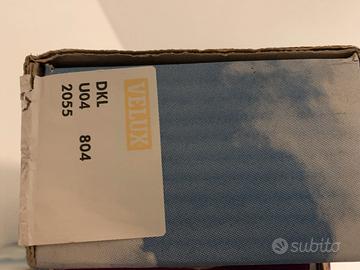 VELUX
DKL
U04 804
2055
subito